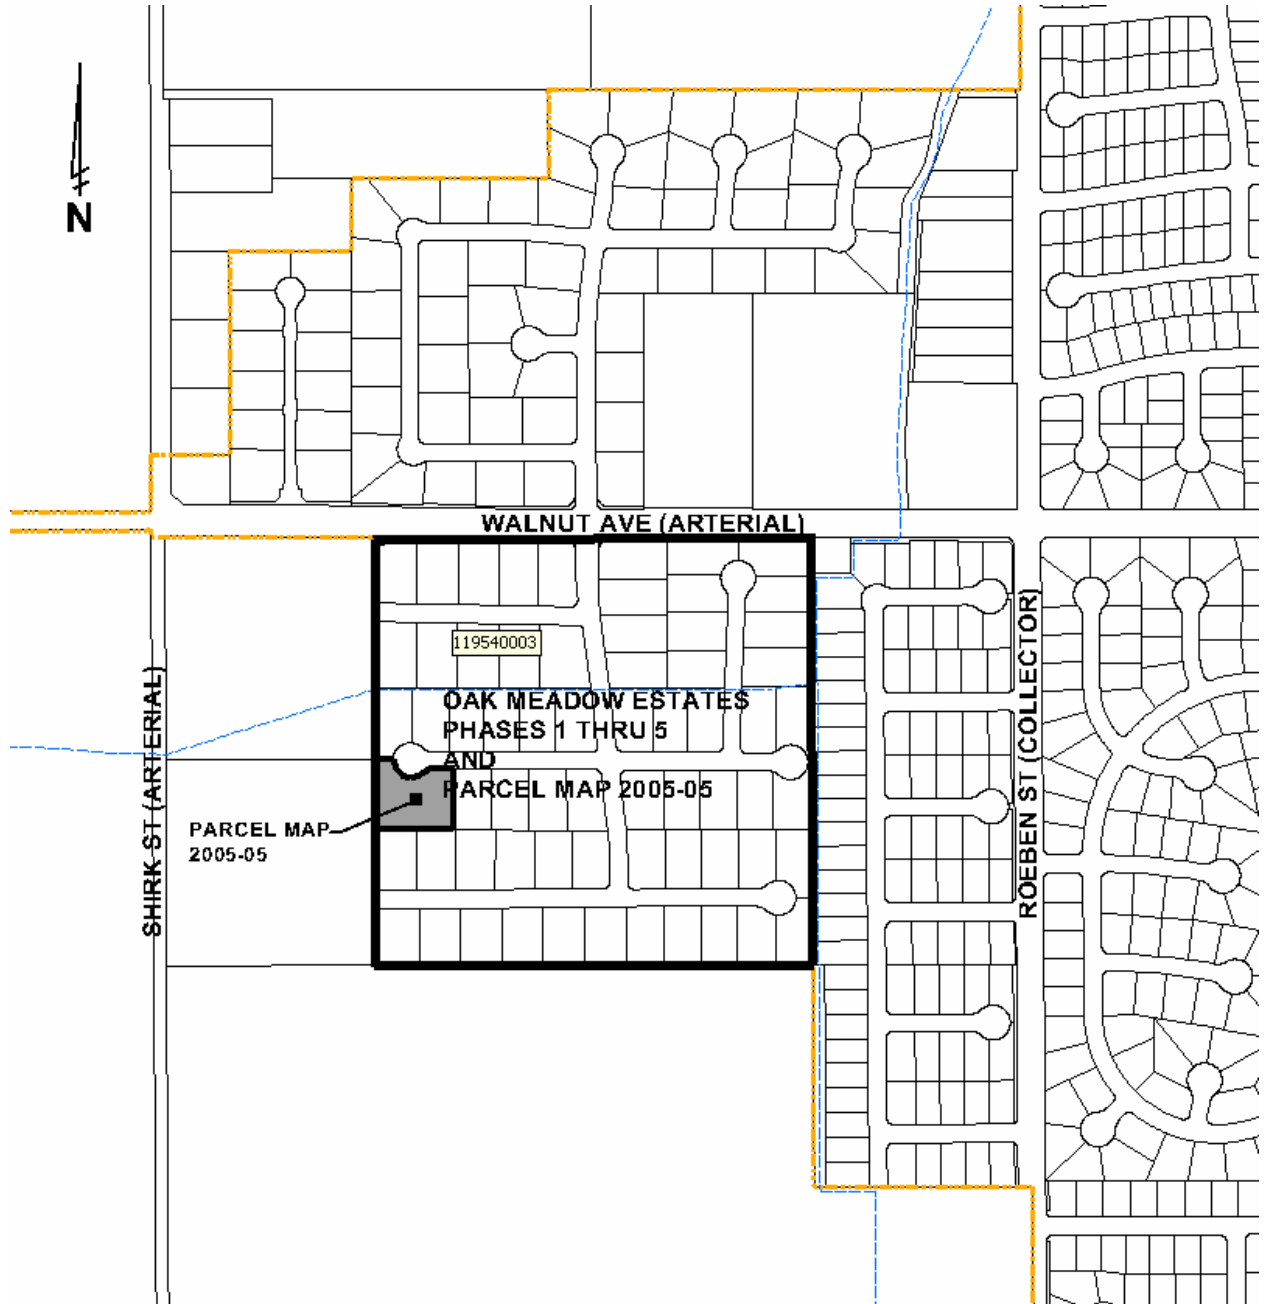 N
WALNUT AVE (ARTERIAL)
119540003
OAK MEADOW ESTATES
PHASES 1 THRU 5
AND
PARCEL MAP 2005-05
PARCEL MAP
2005-05
SHIRK ST (ARTERIAL)
ROEBEN ST (COLLECTOR)